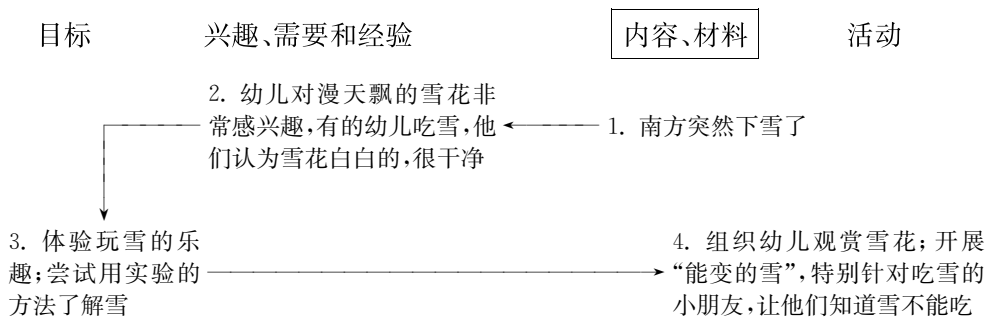 目标 兴趣、需要和经验 内容、材料 活动
2. 幼儿对漫天飘的雪花非
常感兴趣,有的幼儿吃雪,他
们认为雪花白白的,很干净
1. 南方突然下雪了
3. 体验玩雪的乐
趣;尝试用实验的
方法了解雪
4. 组织幼儿观赏雪花;开展
“能变的雪”,特别针对吃雪的
小朋友,让他们知道雪不能吃